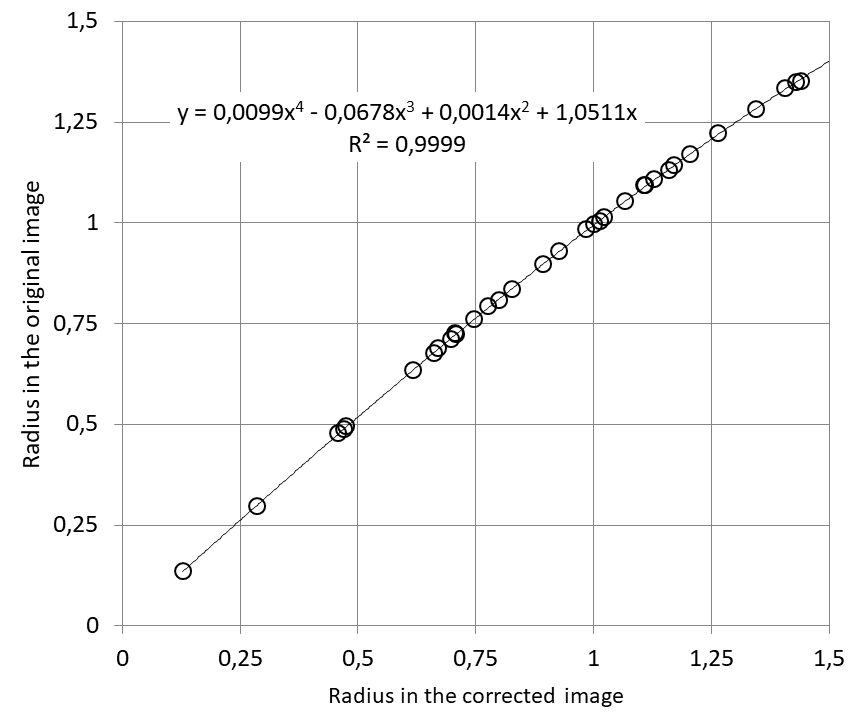 1,5
y = 0,0099x⁴ - 0,0678x³ + 0,0014x² + 1,0511x
R² = 0,9999
1,25
1
0,75
0,5
0,25
0
Radius in the original image
0 0,25 0,5 0,75 1 1,25 1,5
Radius in the corrected image